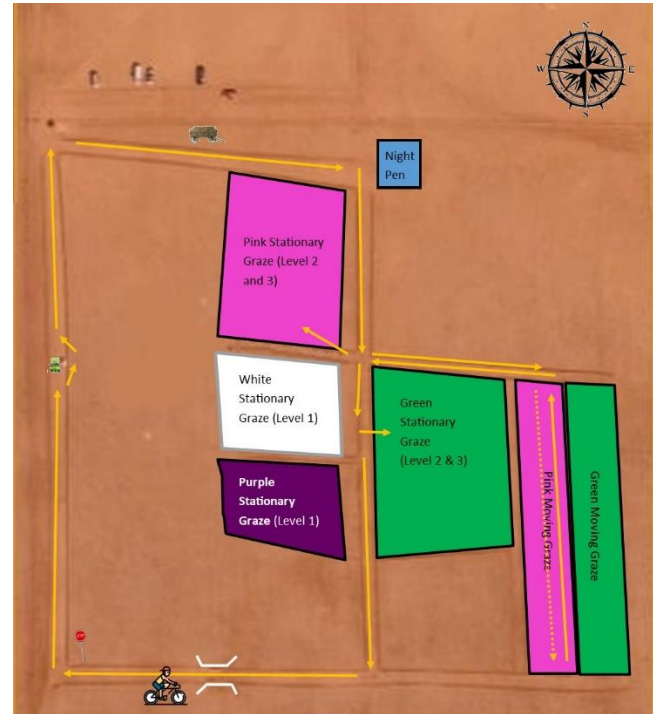 N
W
E
S
Night
Pen
Pink Stationary
Graze (Level 2
and 3)
White
Stationary
Graze (Level 1)
Green
Stationary
Graze
(Level 2 & 3)
Purple
Stationary
Graze (Level 1)
Pink Moving Graze
Green Moving Graze
STOP